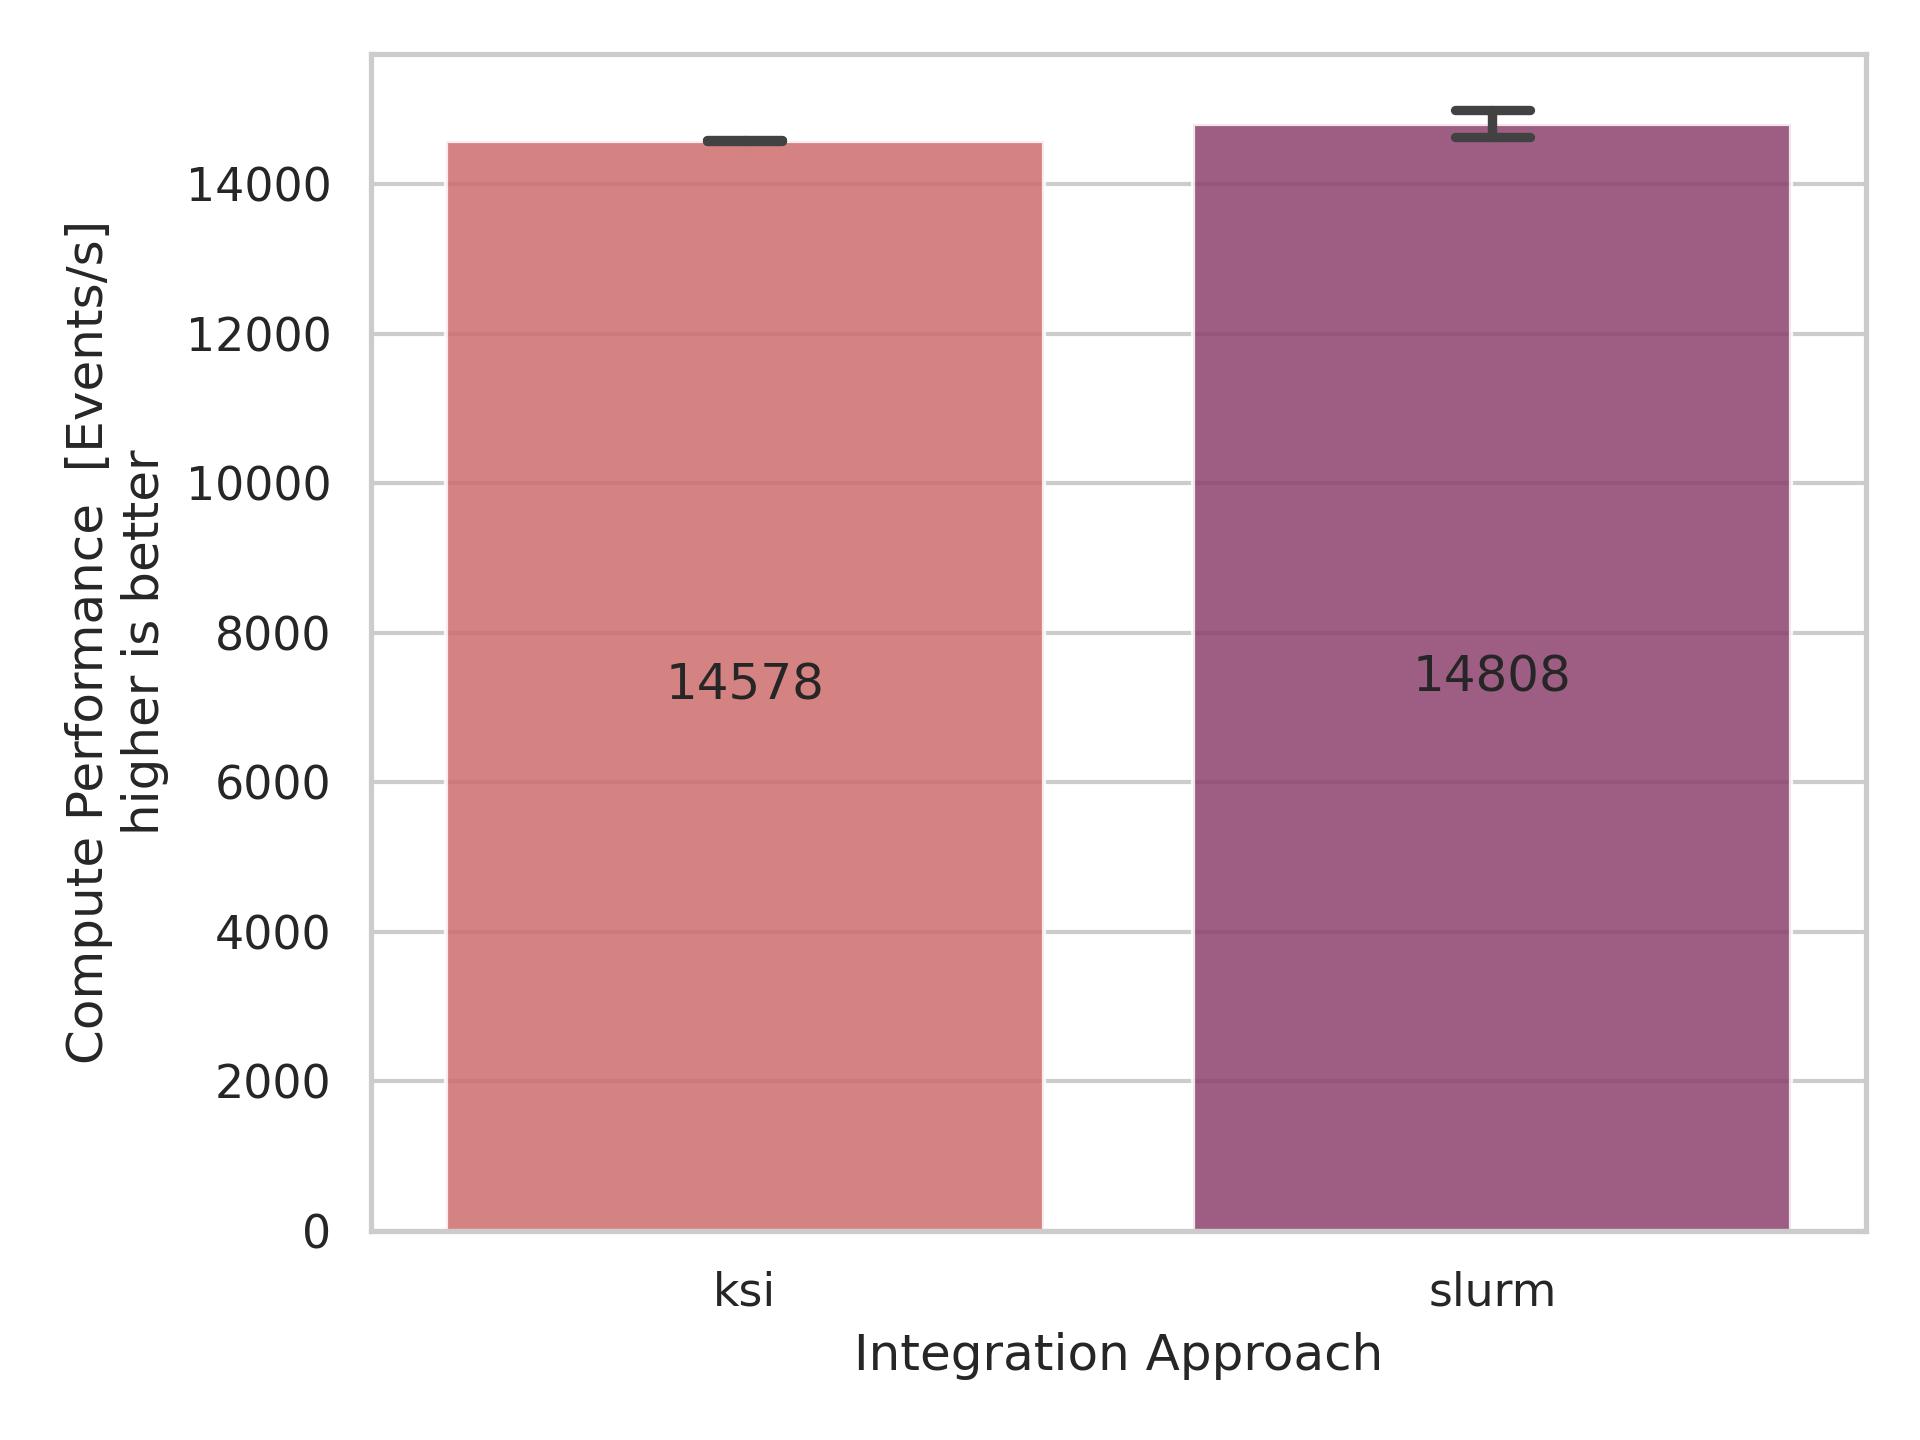 Compute Performance  [Events/s]
higher is better
14000
12000
10000
8000
6000
4000
2000
0
14578
14808
ksi
slurm
Integration Approach